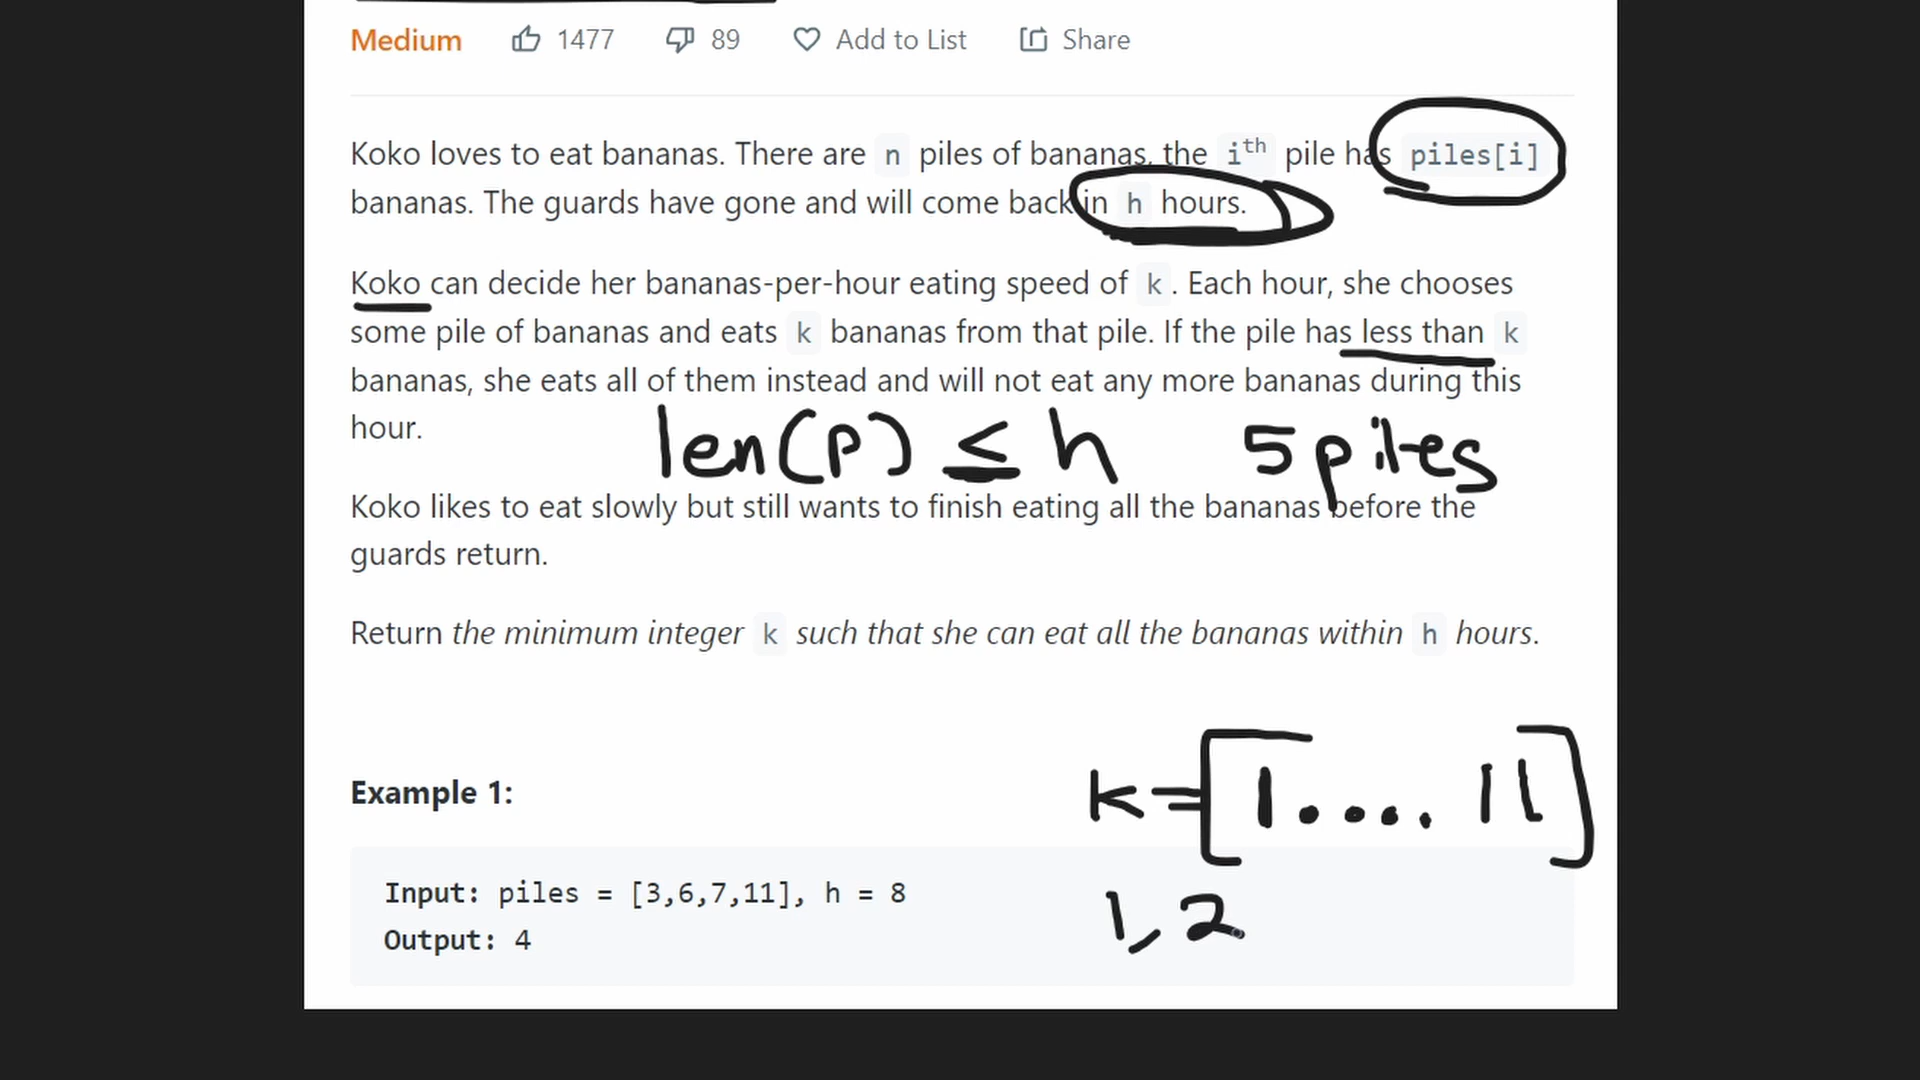 Medium 1477 89 Add to List Share
Koko loves to eat bananas. There are n piles of bananas, the ith pile has piles[i]
bananas. The guards have gone and will come back in h hours.
Koko can decide her bananas-per-hour eating speed of k. Each hour, she chooses
some pile of bananas and eats k bananas from that pile. If the pile has less than k
bananas, she eats all of them instead and will not eat any more bananas during this
hour.
len(p) ≤ h 5 piles
Koko likes to eat slowly but still wants to finish eating all the bananas before the
guards return.
Return the minimum integer k such that she can eat all the bananas within h hours.
k = [1 .... 11]
Example 1:
Input: piles = [3,6,7,11], h = 8
1, 2
Output: 4